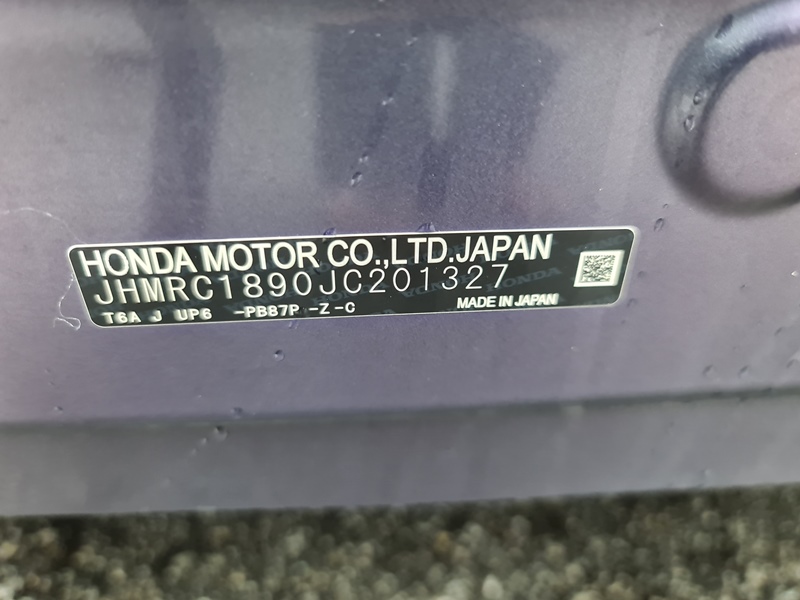 HONDA MOTOR CO.,LTD.JAPAN
JHMRC1890JC201327
MADE IN JAPAN
T6A J UP6 -PB87P -Z -C